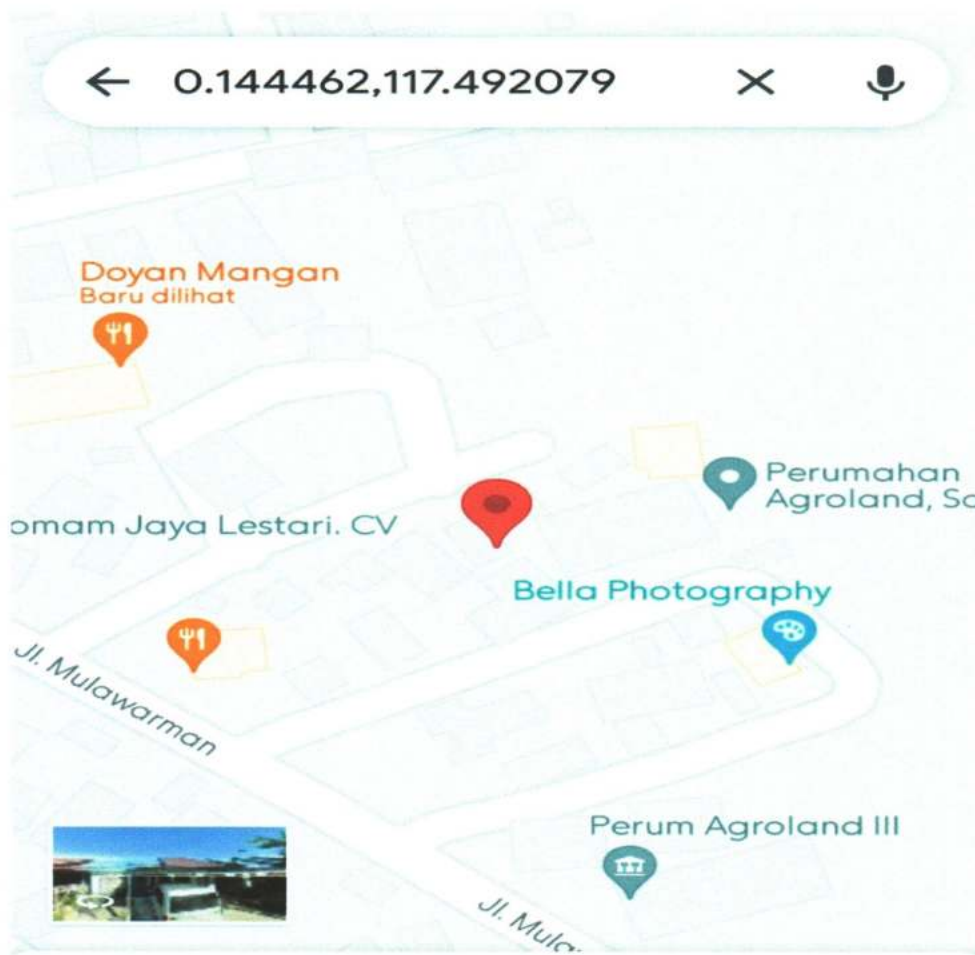 0.144462,117.492079
Doyan Mangan
Baru dilihat
Perumahan
Agroland, Sa
omam Jaya Lestari. CV
Bella Photography
Jl. Mulawarman
Perum Agroland III
Jl. Mula